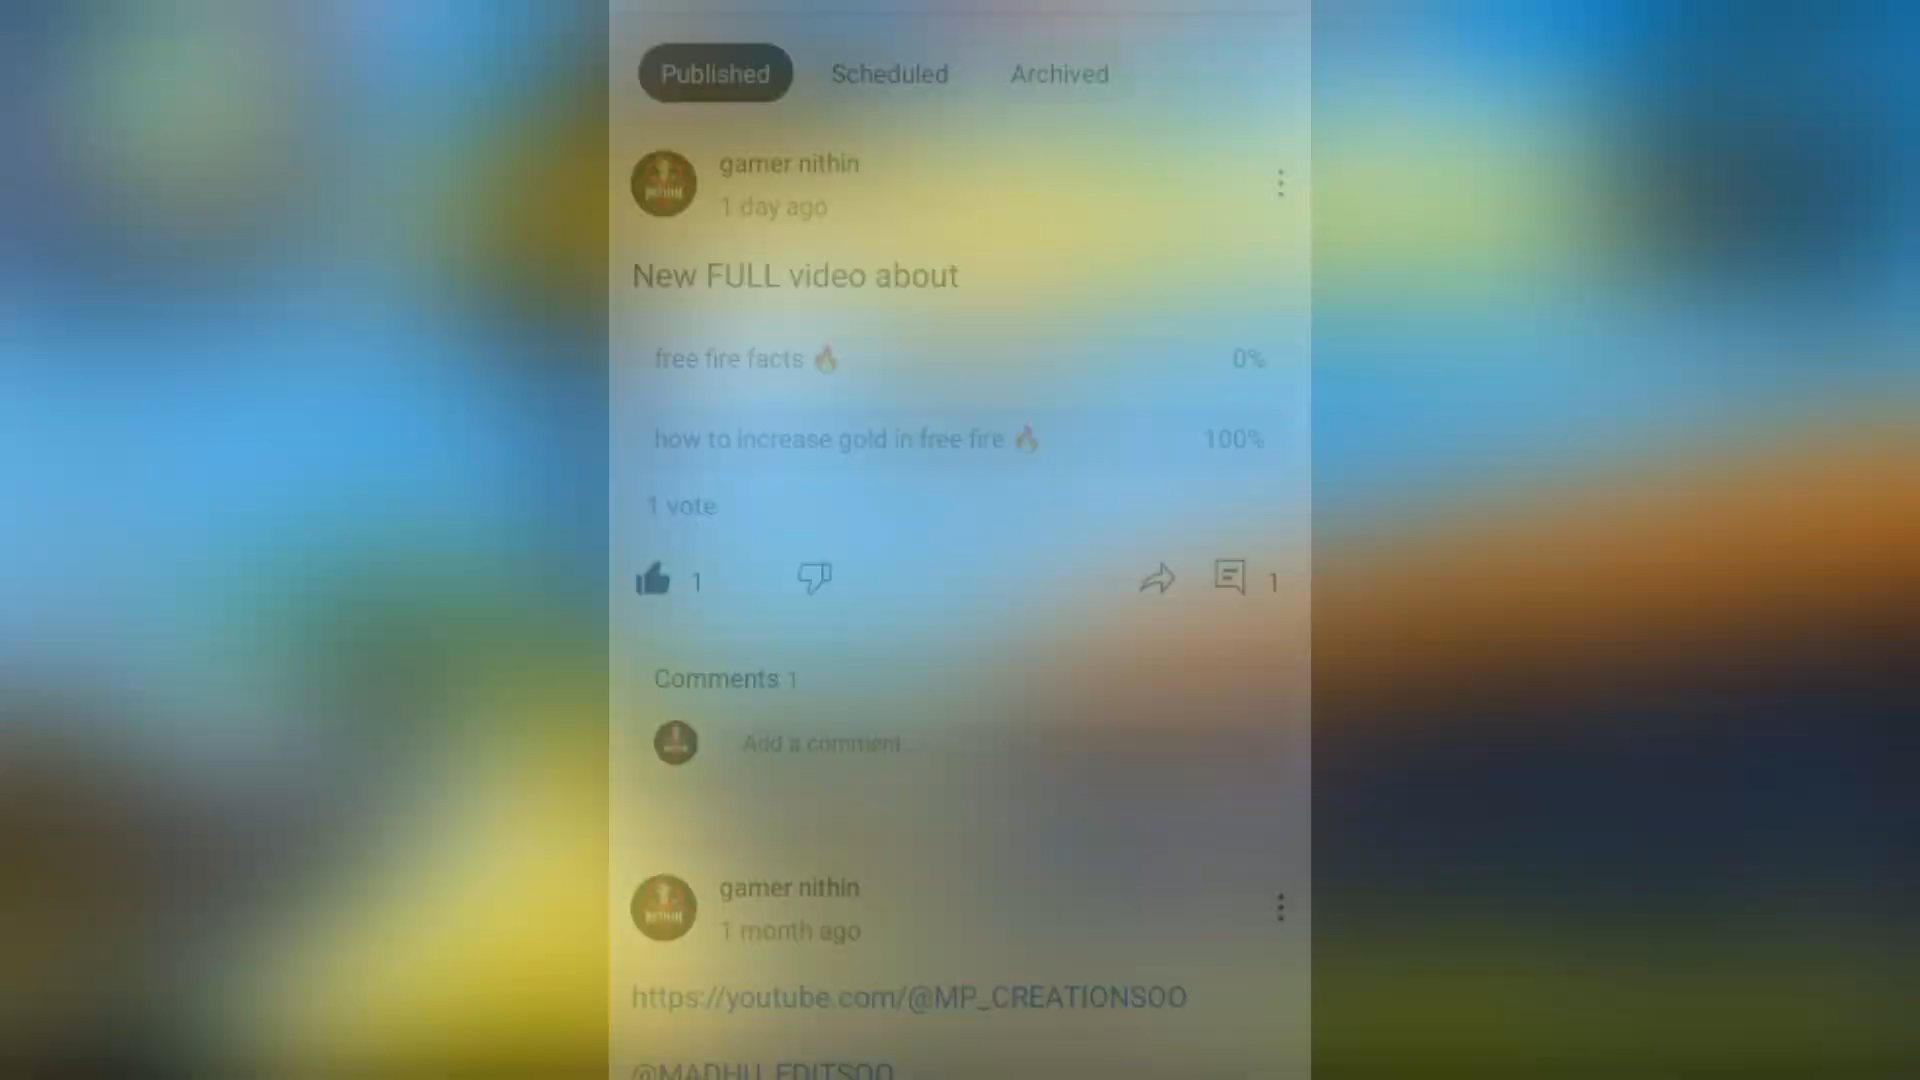 Published Scheduled Archived
gamer nithin
1 day ago
New FULL video about
free fire facts 🔥 0%
how to increase gold in free fire 🔥 100%
1 vote
1 1
Comments 1
Add a comment
gamer nithin
1 month ago
https://youtube.com/@MP_CREATIONSOO
@MADHU_EDITSOO